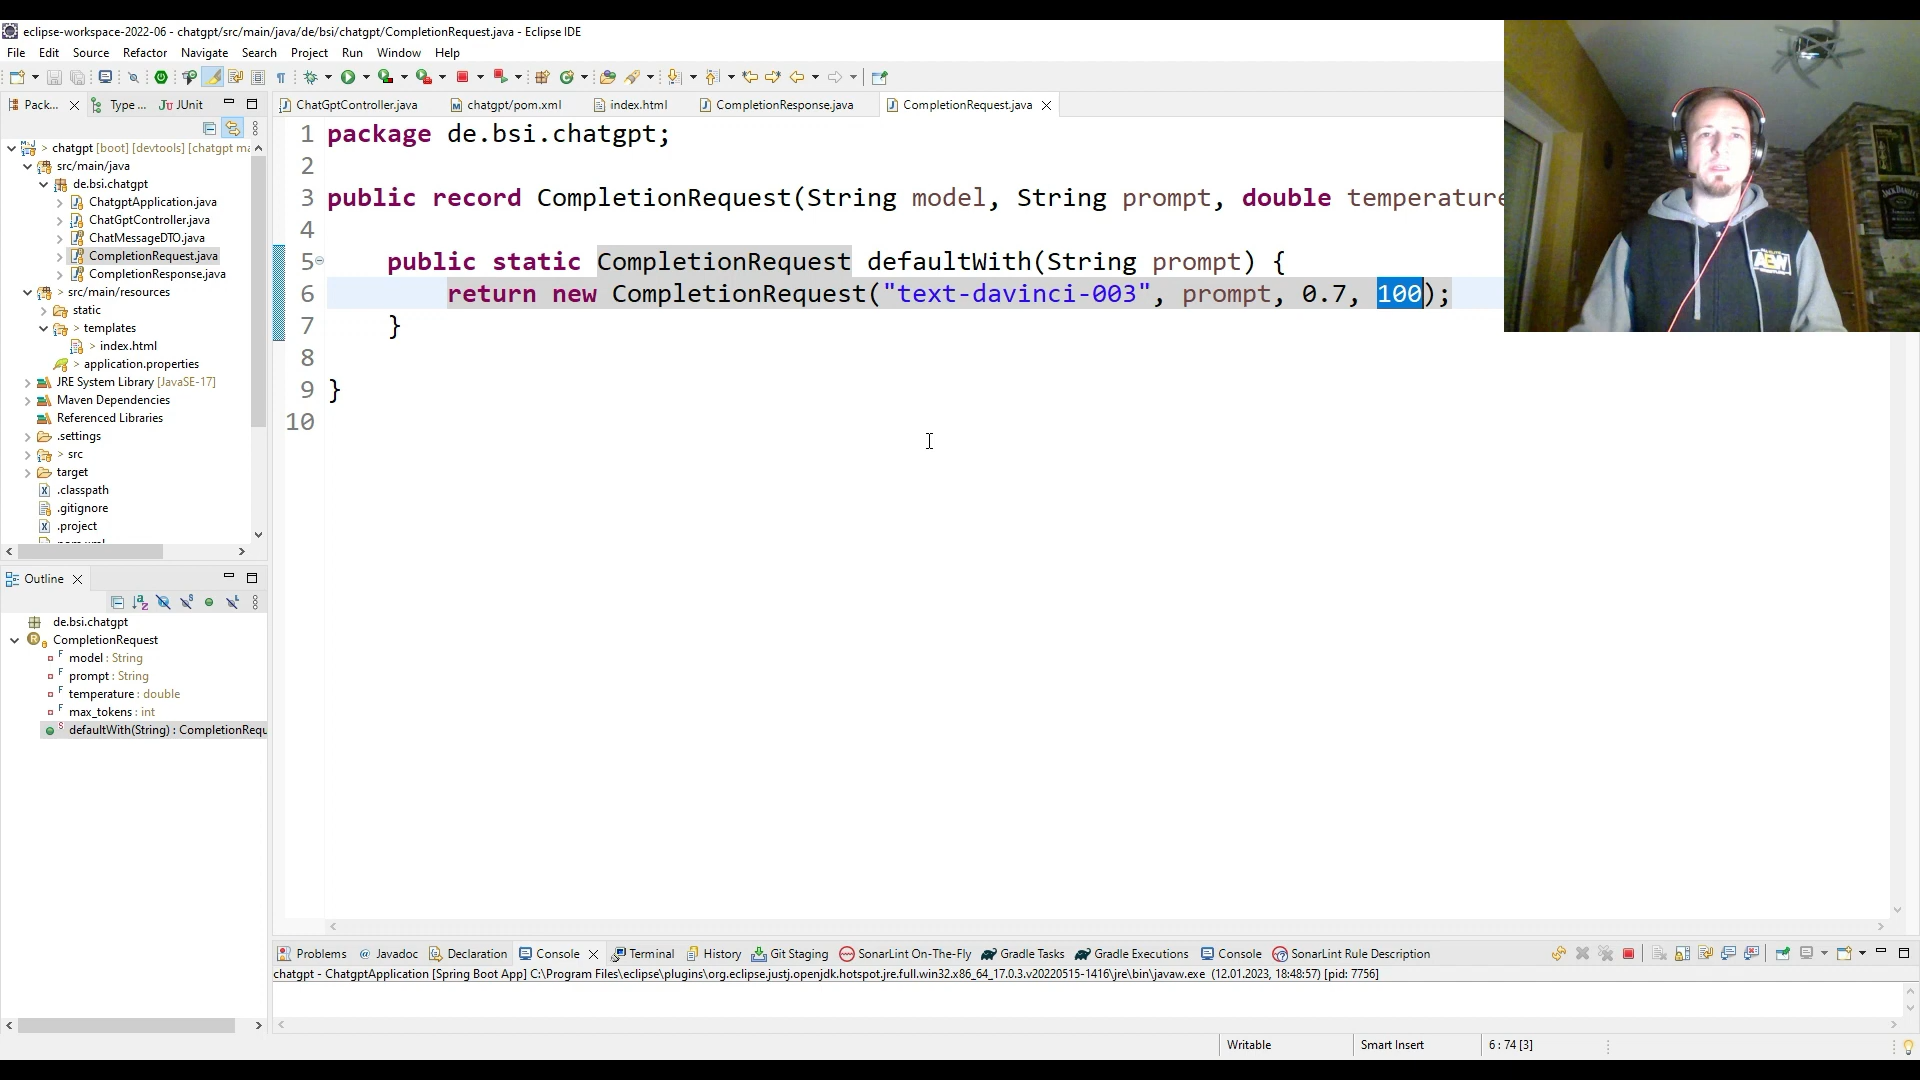 eclipse-workspace-2022-06 - chatgpt/src/main/java/de/bsi/chatgpt/CompletionRequest.java - Eclipse IDE
File Edit Source Refactor Navigate Search Project Run Window Help
Pack... Type ... JUnit
ChatGptController.java chatgpt/pom.xml index.html CompletionResponse.java CompletionRequest.java
chatgpt [boot] [devtools] [chatgpt ma
src/main/java
de.bsi.chatgpt
ChatgptApplication.java
ChatGptController.java
ChatMessageDTO.java
CompletionRequest.java
CompletionResponse.java
> src/main/resources
static
> templates
> index.html
> application.properties
JRE System Library [JavaSE-17]
Maven Dependencies
Referenced Libraries
.settings
> src
target
.classpath
.gitignore
.project
1 package de.bsi.chatgpt;
2
3 public record CompletionRequest(String model, String prompt, double temperature
4
5 public static CompletionRequest defaultWith(String prompt) {
6 return new CompletionRequest("text-davinci-003", prompt, 0.7, 100);
7 }
8
9 }
10
JACK DANIEL'S
AEW
Outline
de.bsi.chatgpt
CompletionRequest
model : String
prompt : String
temperature : double
max_tokens : int
defaultWith(String) : CompletionRequ
Problems @ Javadoc Declaration Console Terminal History Git Staging SonarLint On-The-Fly Gradle Tasks Gradle Executions Console SonarLint Rule Description
chatgpt - ChatgptApplication [Spring Boot App] C:\Program Files\eclipse\plugins\org.eclipse.justj.openjdk.hotspot.jre.full.win32.x86_64_17.0.3.v20220515-1416\jre\bin\javaw.exe (12.01.2023, 18:48:57) [pid: 7756]
Writable Smart Insert 6 : 74 [3]